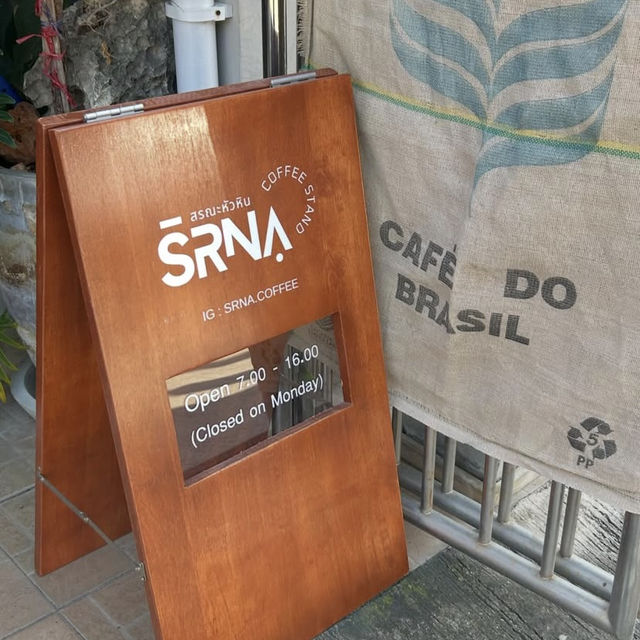 สรณะหัวหิน
SRNA
COFFEE STAND
IG : SRNA.COFFEE
Open 7.00 - 16.00
(Closed on Monday)
CAFÉ DO
BRASIL
5
PP